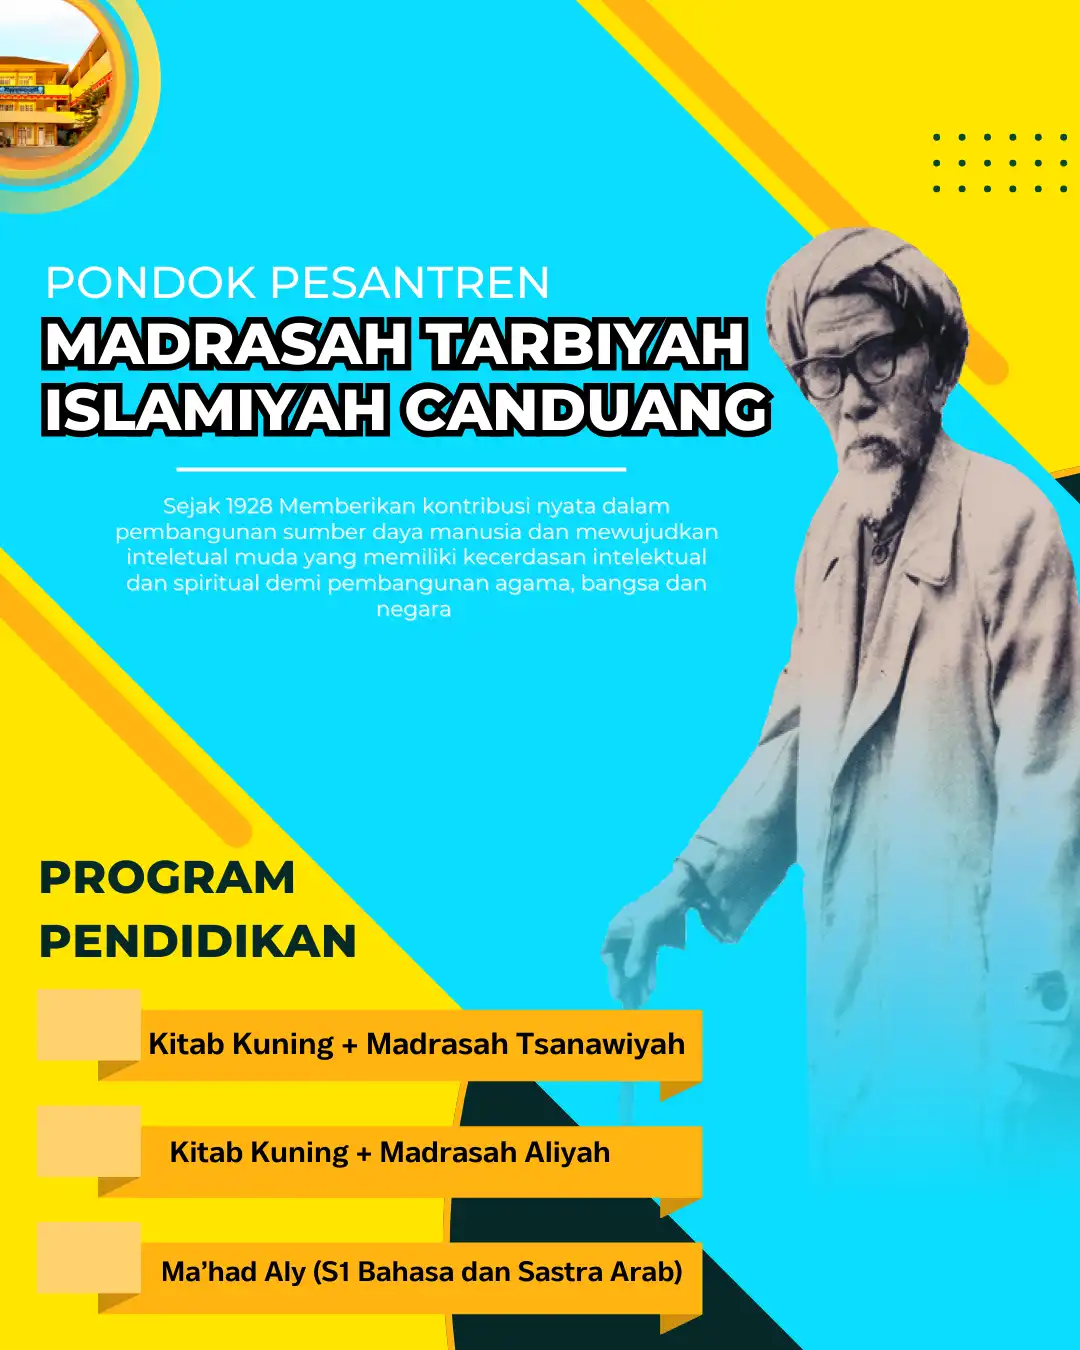 PONDOK PESANTREN
MADRASAH TARBIYAH
ISLAMIYAH CANDUANG
Sejak 1928 Memberikan kontribusi nyata dalam
pembangunan sumber daya manusia dan mewujudkan
inteletual muda yang memiliki kecerdasan intelektual
dan spiritual demi pembangunan agama, bangsa dan
negara
PROGRAM
PENDIDIKAN
Kitab Kuning + Madrasah Tsanawiyah
Kitab Kuning + Madrasah Aliyah
Ma'had Aly (S1 Bahasa dan Sastra Arab)